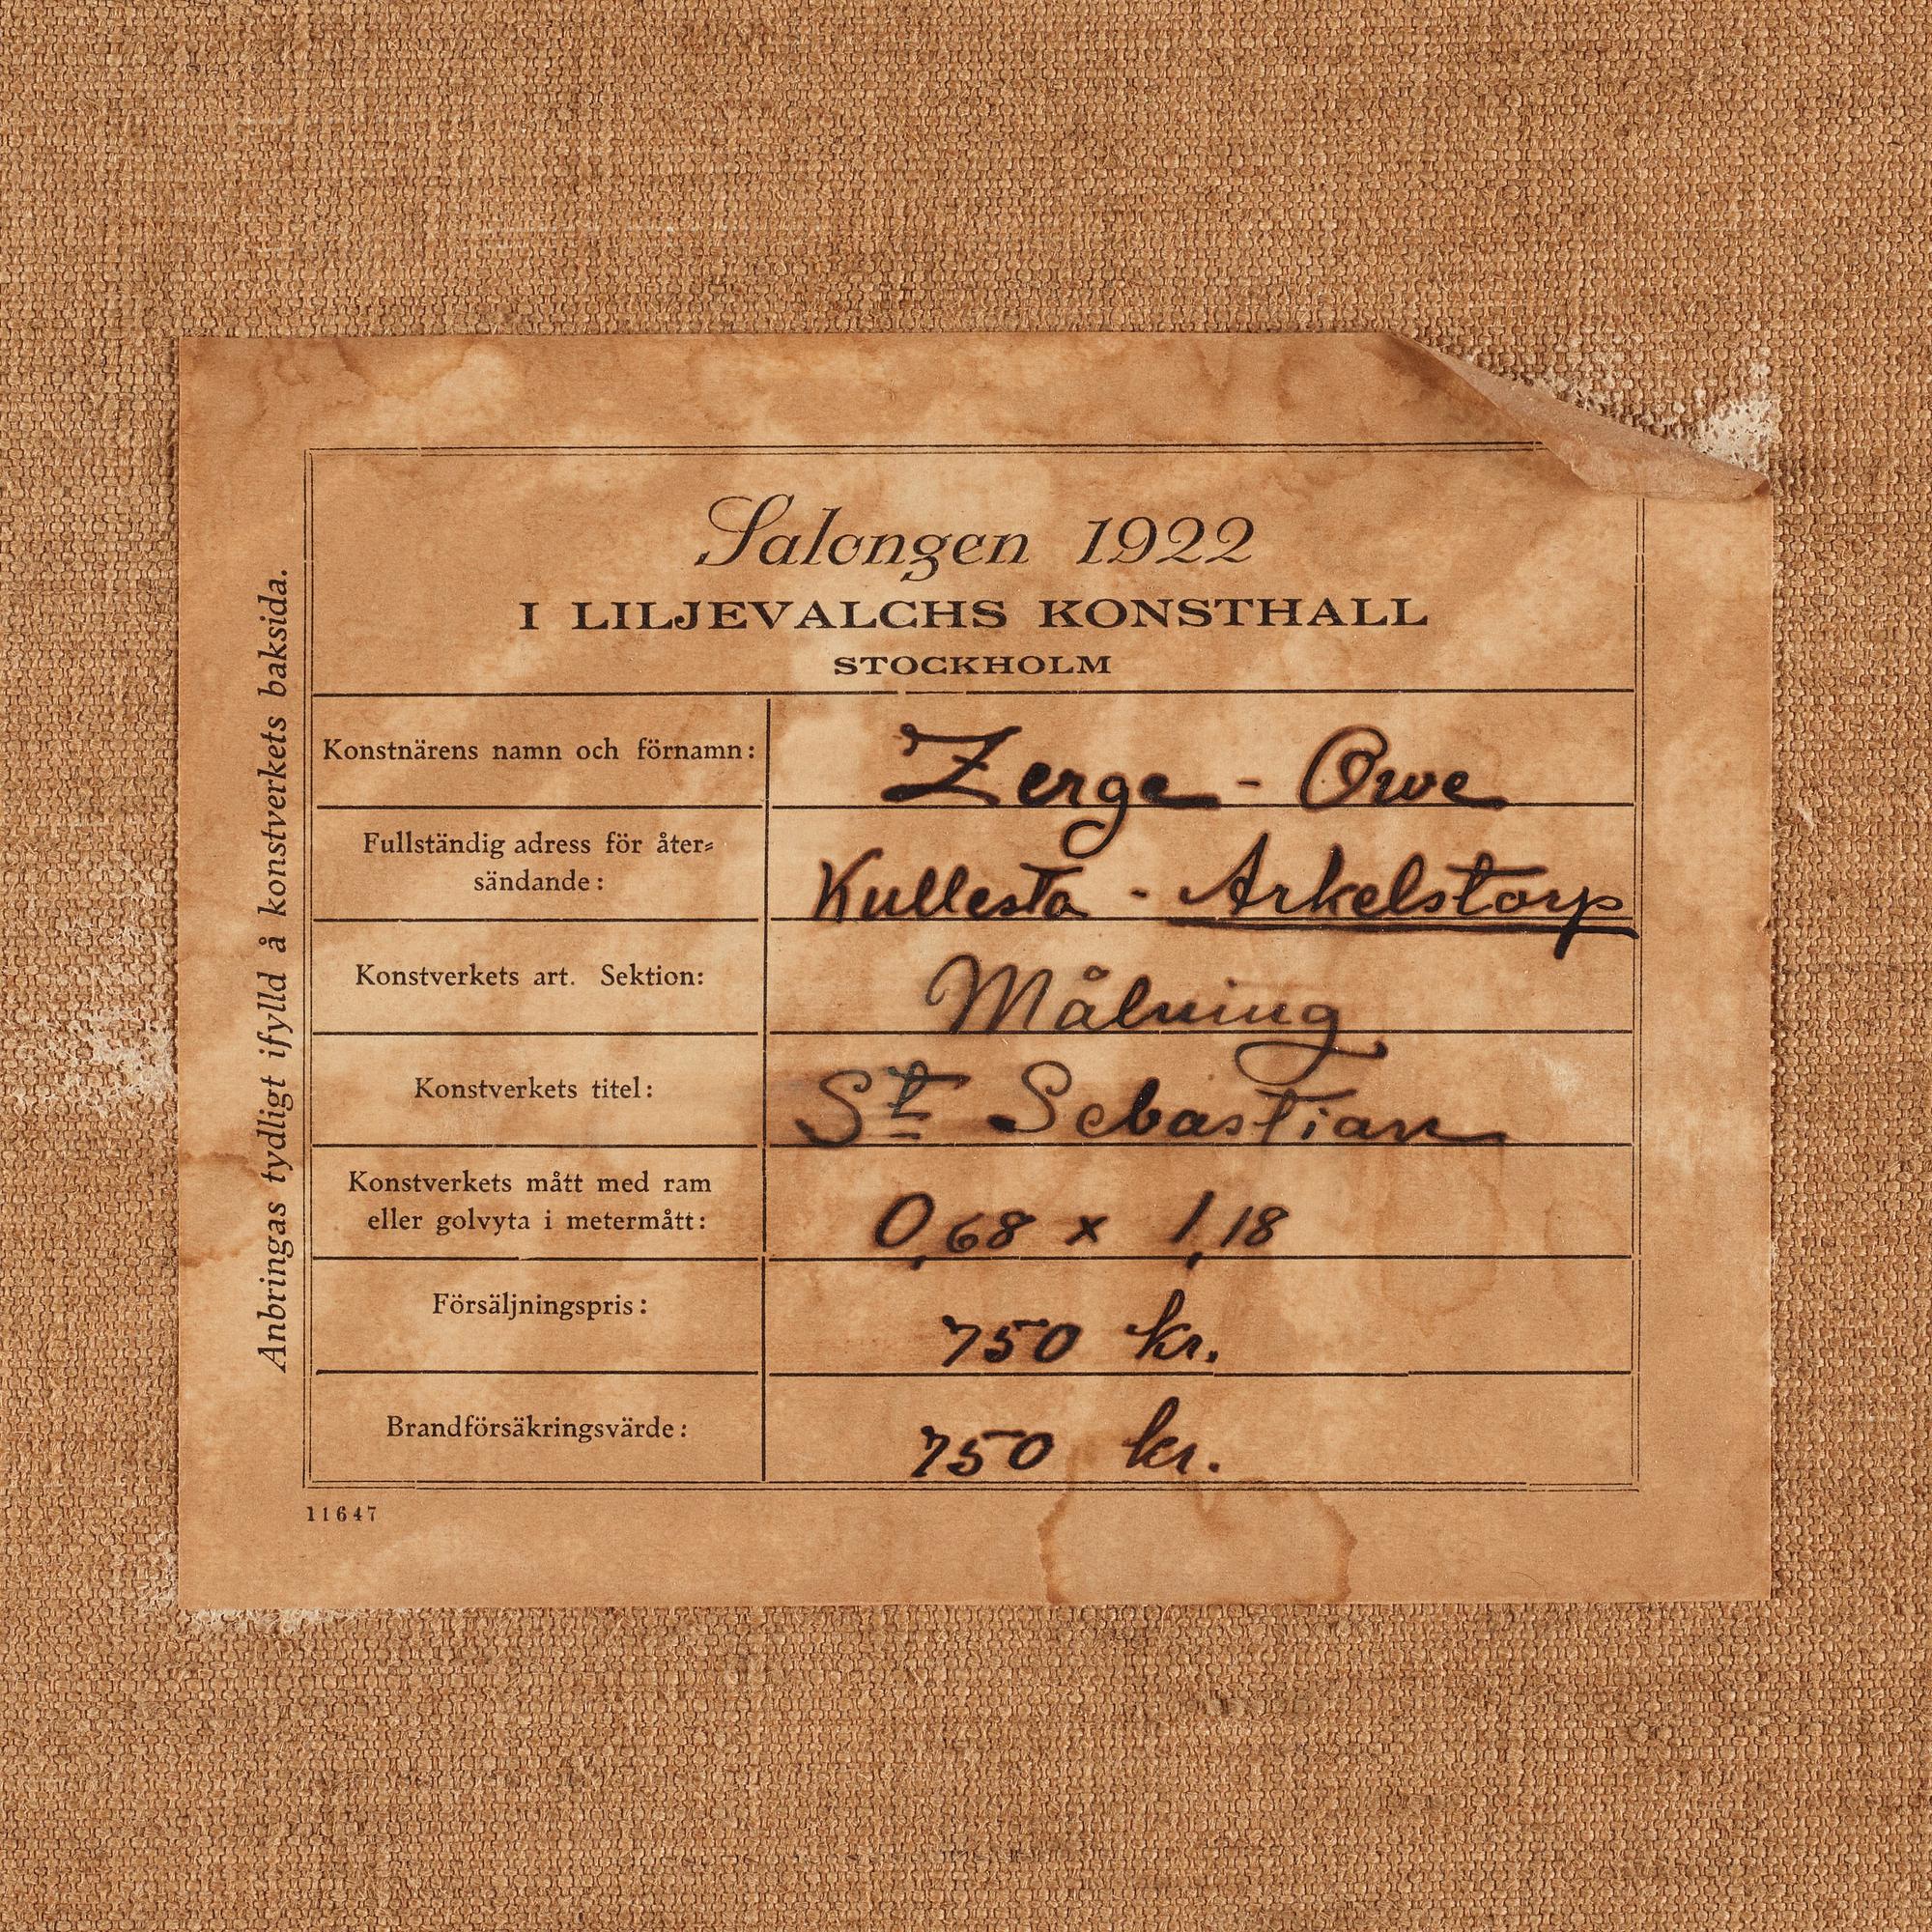 Salongen 1922
I LILJEVALCHS KONSTHALL
STOCKHOLM
Konstnärens namn och förnamn: Zerge - Owe
Fullständig adress för åter-
sändande: Kullesta - Arkelstorp
Konstverkets art. Sektion: Målning
Konstverkets titel: St Sebastian
Konstverkets mått med ram
eller golvyta i metermått: 0,68 x 1,18
Försäljningspris: 750 kr.
Brandförsäkringsvärde: 750 kr.
11647
Anbringas tydligt ifylld å konstverkets baksida.